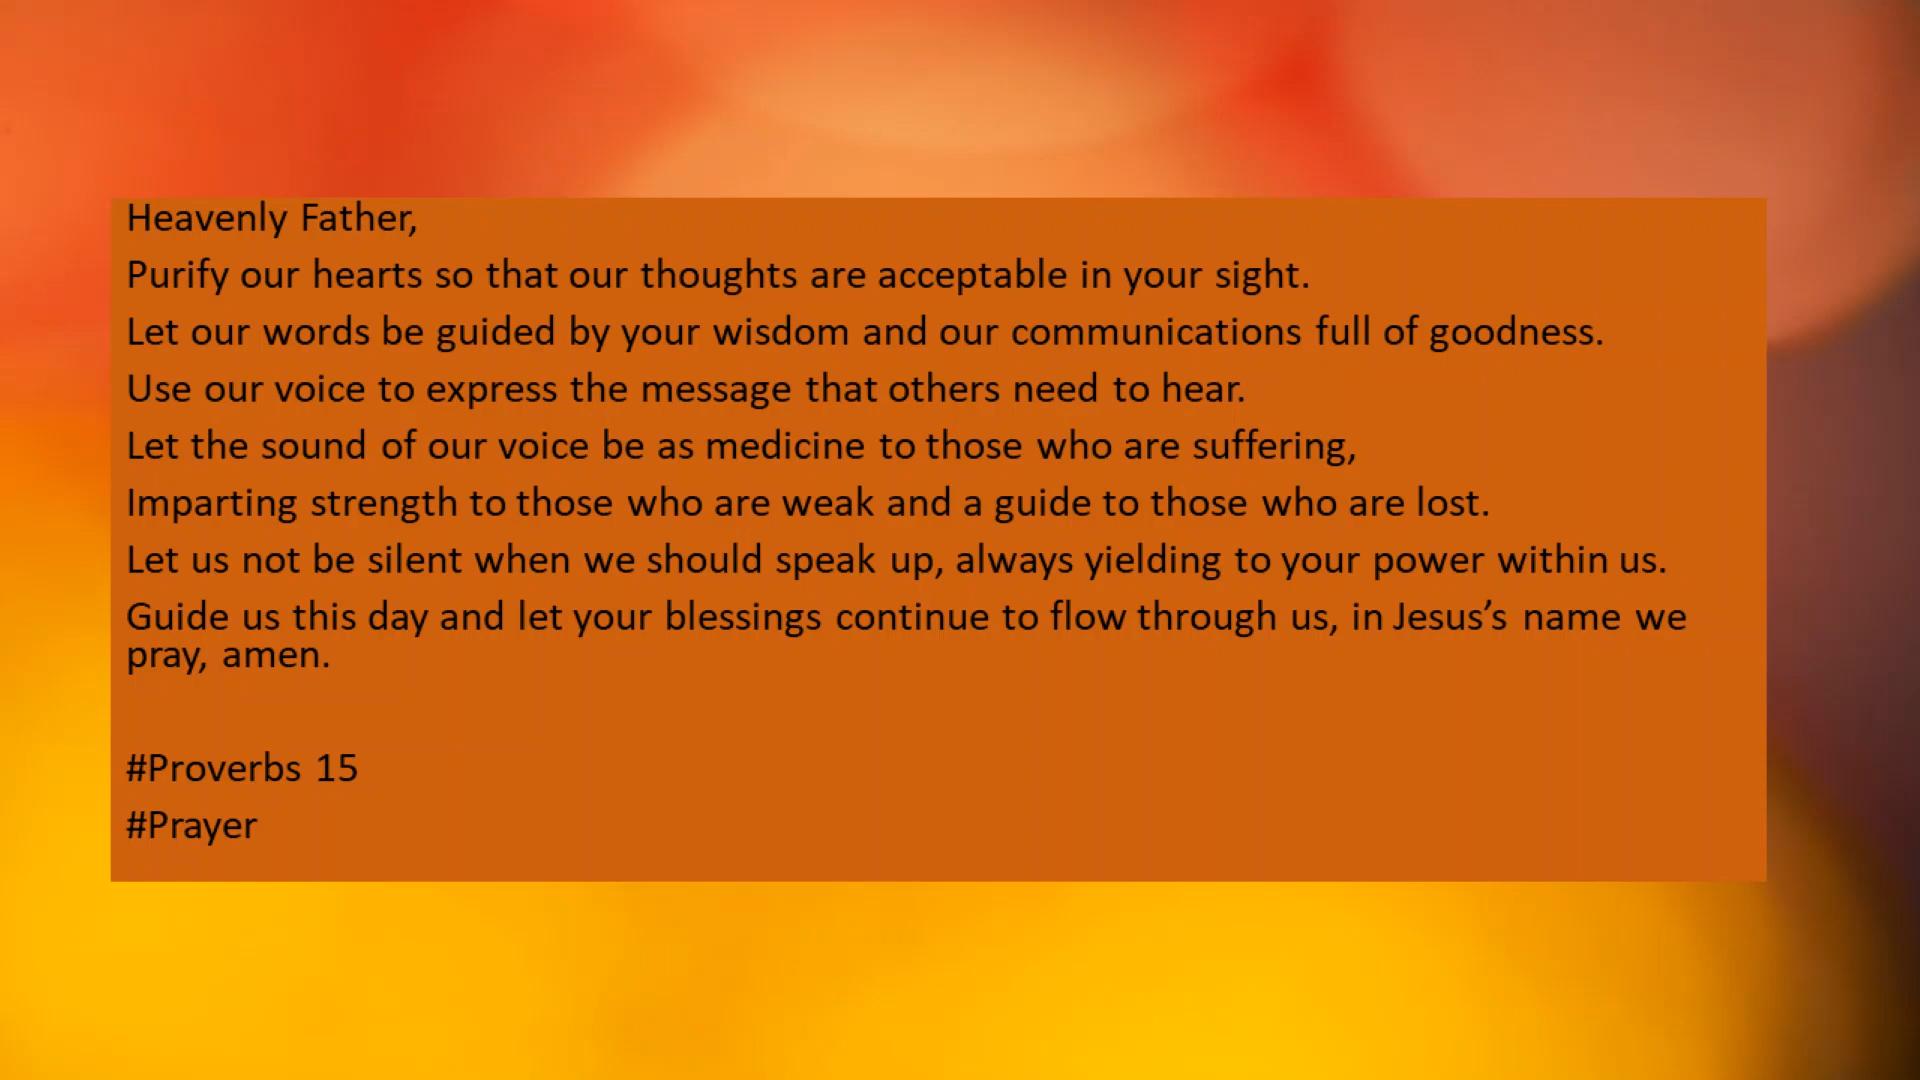 Heavenly Father,
Purify our hearts so that our thoughts are acceptable in your sight.
Let our words be guided by your wisdom and our communications full of goodness.
Use our voice to express the message that others need to hear.
Let the sound of our voice be as medicine to those who are suffering,
Imparting strength to those who are weak and a guide to those who are lost.
Let us not be silent when we should speak up, always yielding to your power within us.
Guide us this day and let your blessings continue to flow through us, in Jesus’s name we
pray, amen.
#Proverbs 15
#Prayer